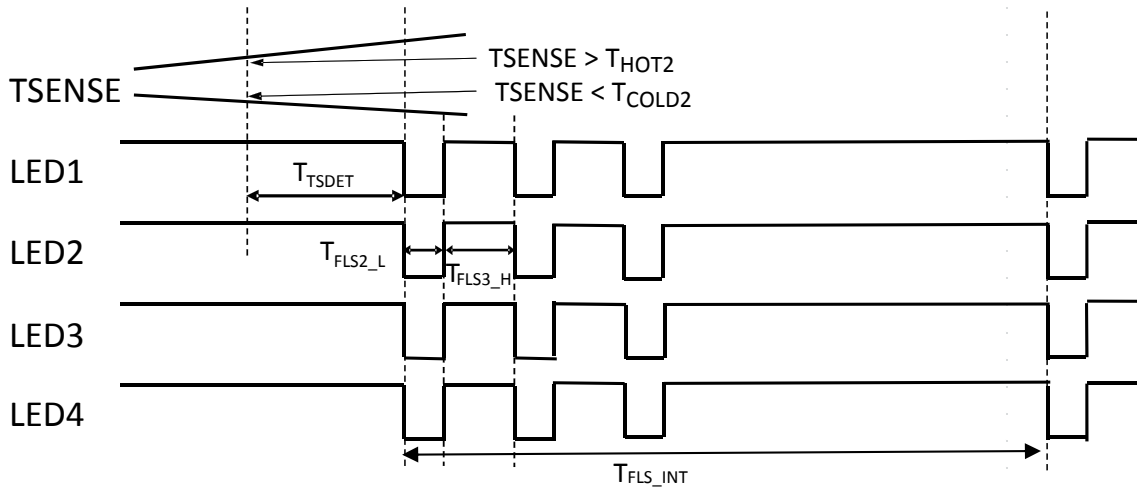 TSENSE > THOT2
TSENSE
TSENSE < TCOLD2
LED1
TTSDET
LED2
TFLS2_L
TFLS3_H
LED3
LED4
TFLS_INT